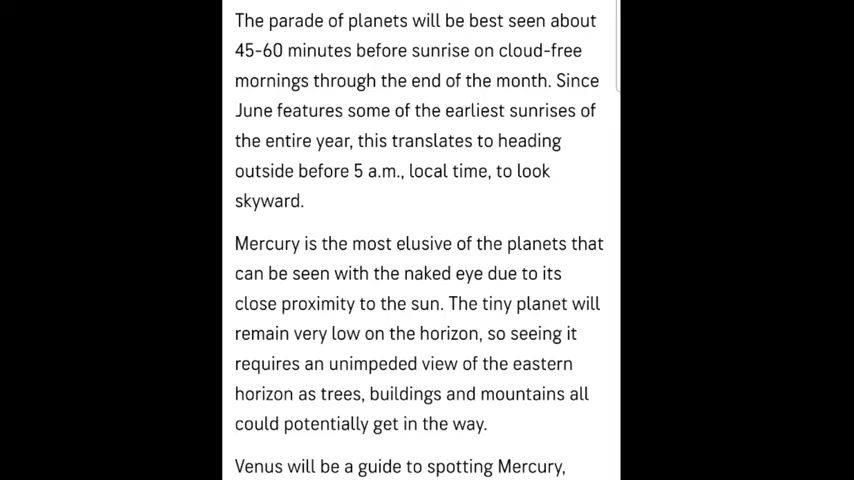 The parade of planets will be best seen about
45-60 minutes before sunrise on cloud-free
mornings through the end of the month. Since
June features some of the earliest sunrises of
the entire year, this translates to heading
outside before 5 a.m., local time, to look
skyward.
Mercury is the most elusive of the planets that
can be seen with the naked eye due to its
close proximity to the sun. The tiny planet will
remain very low on the horizon, so seeing it
requires an unimpeded view of the eastern
horizon as trees, buildings and mountains all
could potentially get in the way.
Venus will be a guide to spotting Mercury,